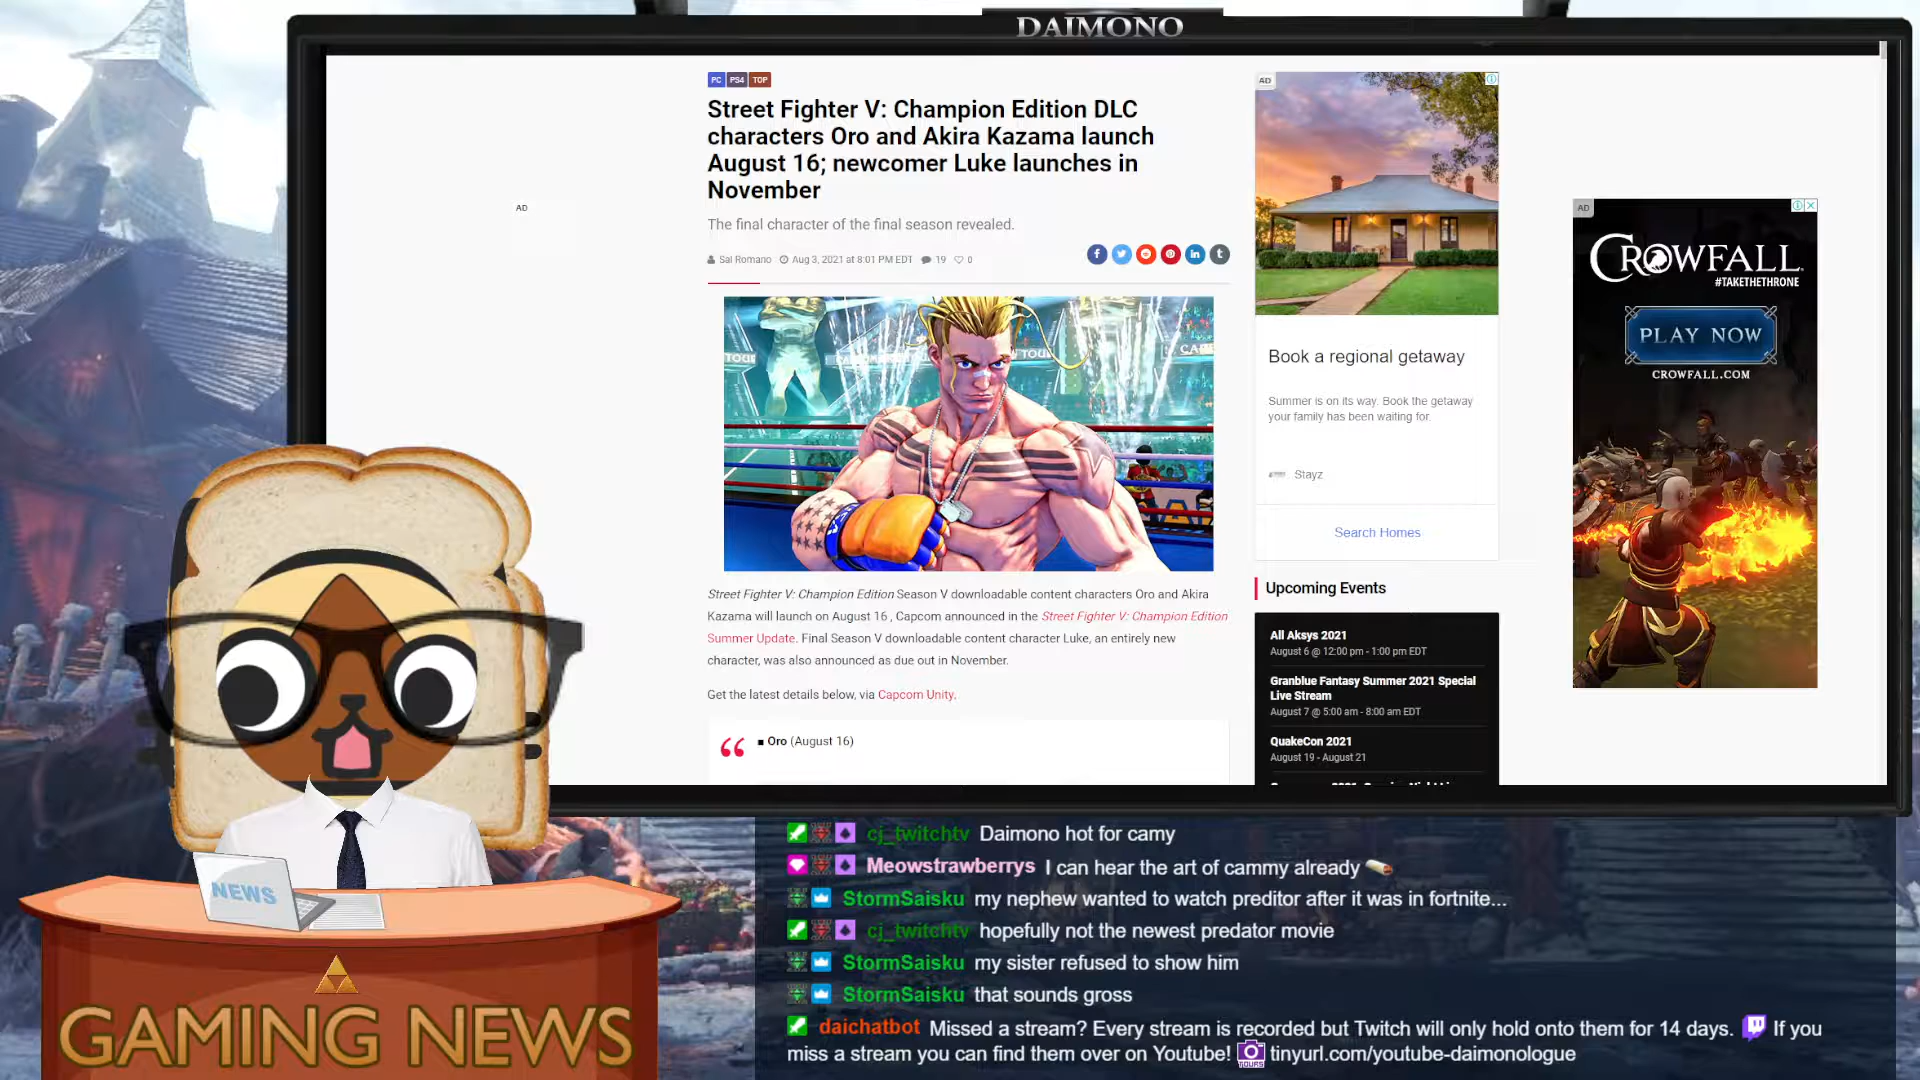 DAIMONO
PC PS4 TOP
Street Fighter V: Champion Edition DLC
characters Oro and Akira Kazama launch
August 16; newcomer Luke launches in
November
The final character of the final season revealed.
Sal Romano Aug 3, 2021 at 8:01 PM EDT 19 0
AD
TOUR
TOUR
Street Fighter V: Champion Edition Season V downloadable content characters Oro and Akira
Kazama will launch on August 16 , Capcom announced in the Street Fighter V: Champion Edition
Summer Update. Final Season V downloadable content character Luke, an entirely new
character, was also announced as due out in November.
Get the latest details below, via Capcom Unity.
“ ■ Oro (August 16)
AD
Book a regional getaway
Summer is on its way. Book the getaway
your family has been waiting for.
Stayz
Search Homes
Upcoming Events
All Aksys 2021
August 6 @ 12:00 pm - 1:00 pm EDT
Granblue Fantasy Summer 2021 Special
Live Stream
August 7 @ 5:00 am - 8:00 am EDT
QuakeCon 2021
August 19 - August 21
AD
CROWFALL
#TAKETHETHRONE
PLAY NOW
CROWFALL.COM
NEWS
GAMING NEWS
cj_twitchtv Daimono hot for camy
Meowstrawberrys I can hear the art of cammy already
StormSaisku my nephew wanted to watch preditor after it was in fortnite...
cj_twitchtv hopefully not the newest predator movie
StormSaisku my sister refused to show him
StormSaisku that sounds gross
daichatbot Missed a stream? Every stream is recorded but Twitch will only hold onto them for 14 days. If you
miss a stream you can find them over on Youtube! tinyurl.com/youtube-daimonologue